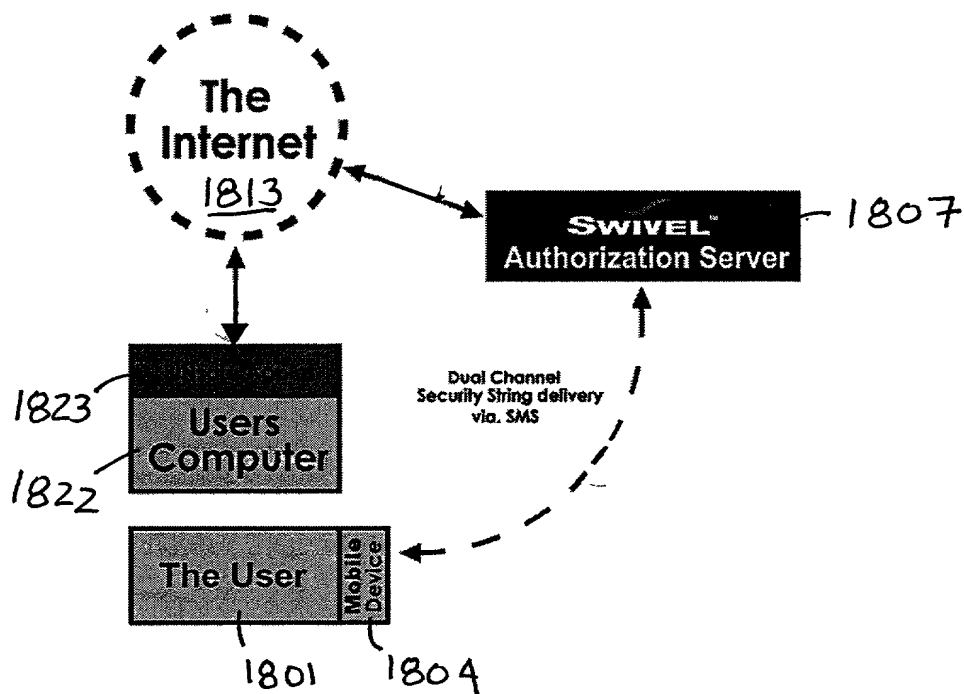 The
Internet
1813
SWIVEL™
Authorization Server
1807
Dual Channel
Security String delivery
via. SMS
1823
Users
Computer
1822
The User
Mobile
Device
1801
1804